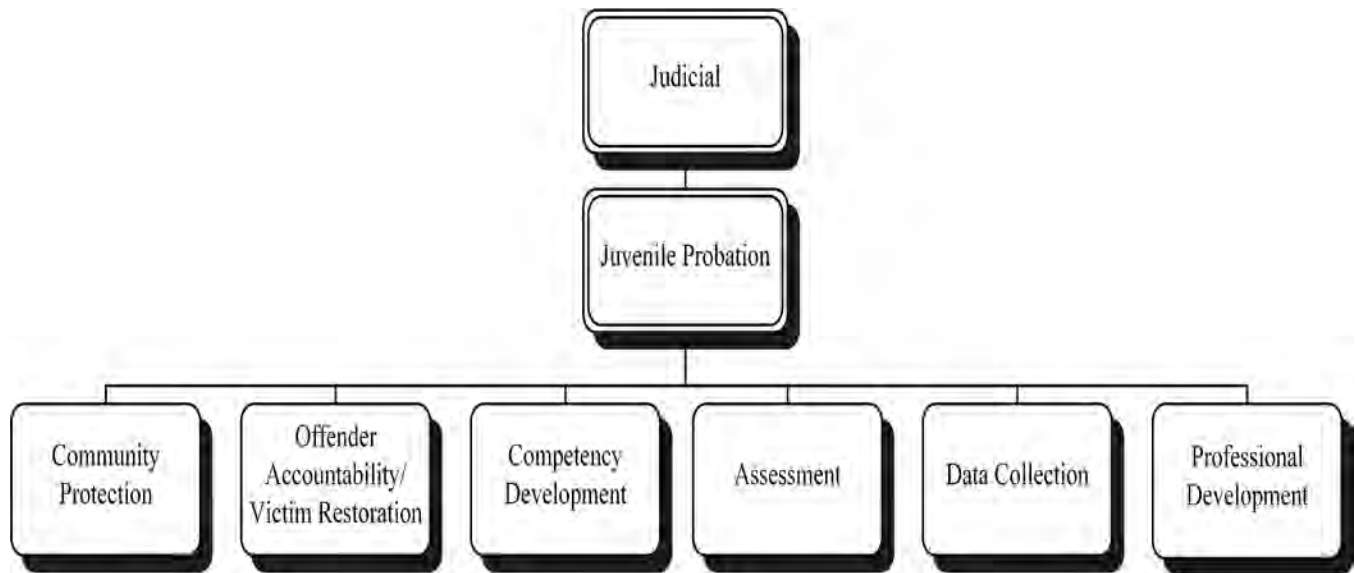 Judicial
Juvenile Probation
Community
Protection
Offender
Accountability/
Victim Restoration
Competency
Development
Assessment
Data Collection
Professional
Development